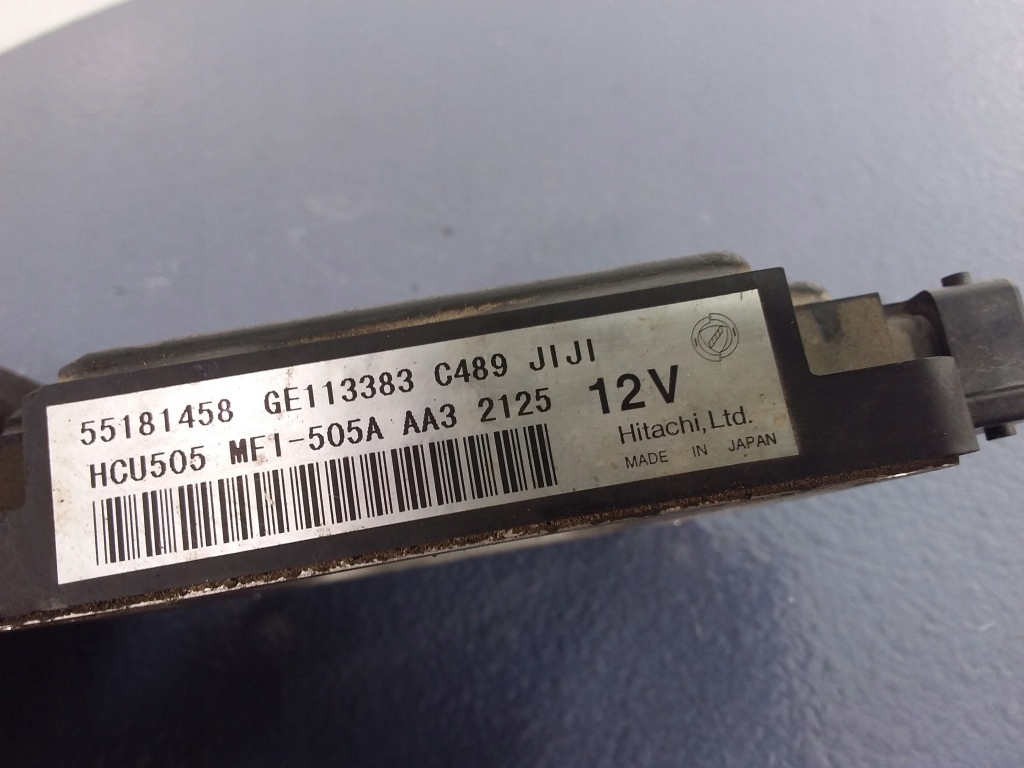 55181458 GE113383 C489 JIJI
HCU505 MFI-505A AA3 2125 12V
Hitachi, Ltd.
MADE IN JAPAN